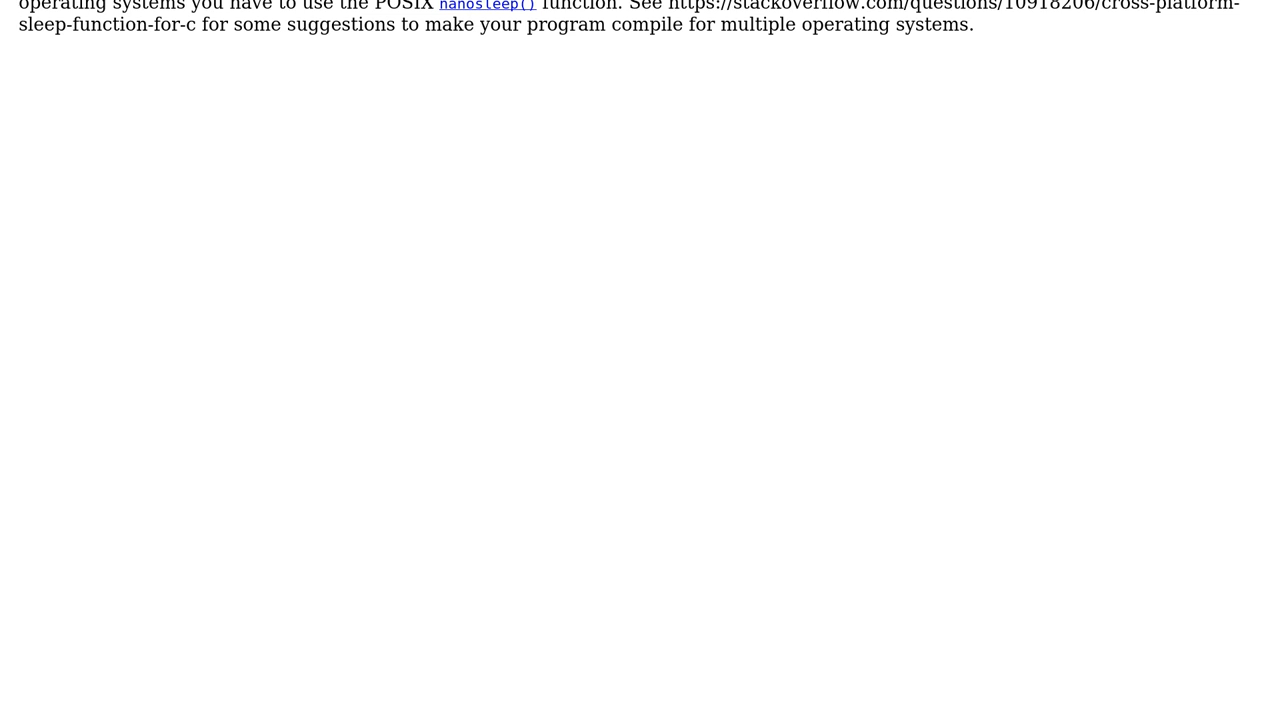 operating systems you have to use the POSIX nanosleep() function. See https://stackoverflow.com/questions/10918206/cross-platform-
sleep-function-for-c for some suggestions to make your program compile for multiple operating systems.